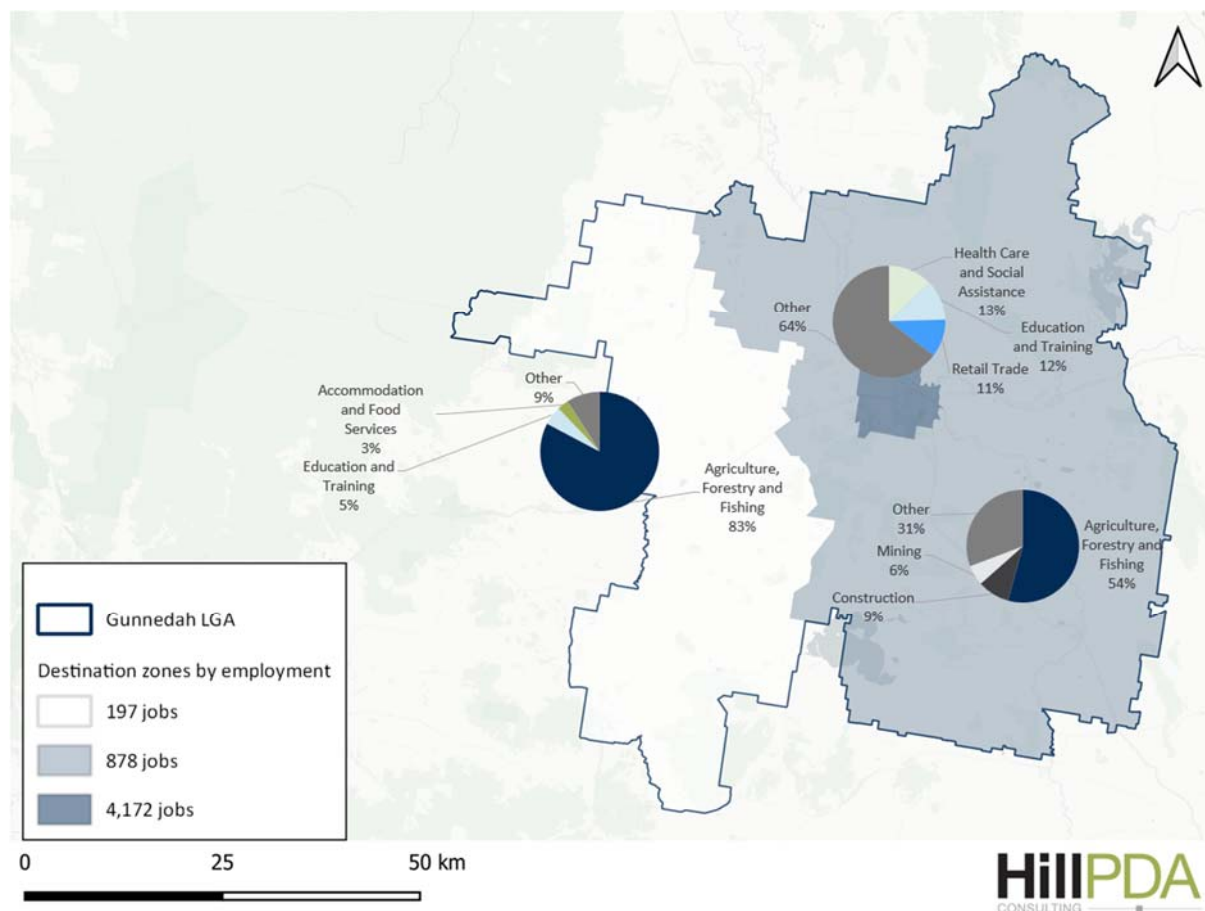 Health Care
and Social
Assistance
13%
Other
64%
Education
and Training
12%
Retail Trade
11%
Accommodation
and Food
Services
3%
Other
9%
Education and
Training
5%
Agriculture,
Forestry and
Fishing
83%
Other
31%
Mining
6%
Construction
9%
Agriculture,
Forestry and
Fishing
54%
Gunnedah LGA
Destination zones by employment
197 jobs
878 jobs
4,172 jobs
0 25 50 km
HillPDA
CONSULTING